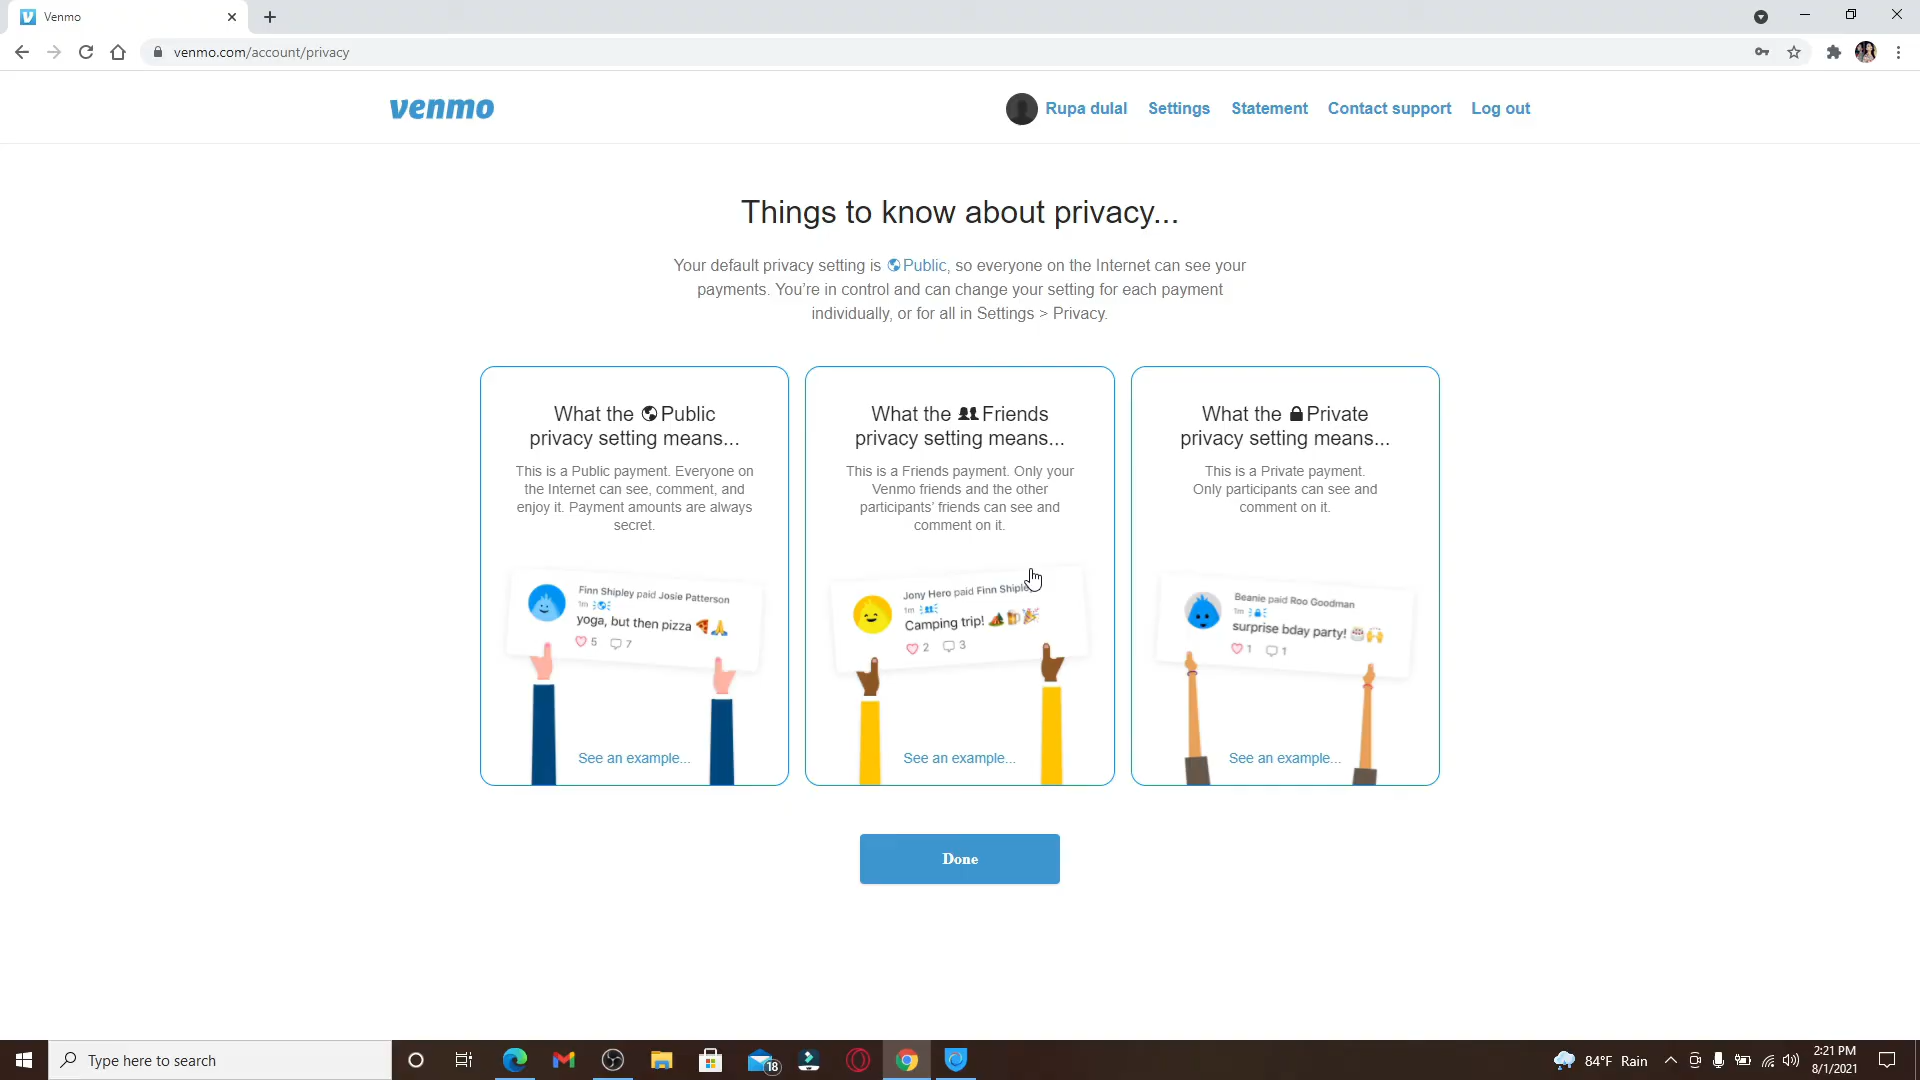 Venmo
venmo.com/account/privacy
venmo
Rupa dulal
Settings
Statement
Contact support
Log out
Things to know about privacy...
Your default privacy setting is Public, so everyone on the Internet can see your
payments. You’re in control and can change your setting for each payment
individually, or for all in Settings > Privacy.
What the Public
privacy setting means...
This is a Public payment. Everyone on
the Internet can see, comment, and
enjoy it. Payment amounts are always
secret.
Finn Shipley paid Josie Patterson
1m
yoga, but then pizza 🍕🙏
5 7
See an example...
What the Friends
privacy setting means...
This is a Friends payment. Only your
Venmo friends and the other
participants’ friends can see and
comment on it.
Jony Hero paid Finn Shipley
1m
Camping trip! 🏕️🍻🎉
2 3
See an example...
What the Private
privacy setting means...
This is a Private payment.
Only participants can see and
comment on it.
Beanie paid Roo Goodman
1m
surprise bday party! 🎂🙌
1 1
See an example...
Done
Type here to search
18
84°F Rain
2:21 PM
8/1/2021